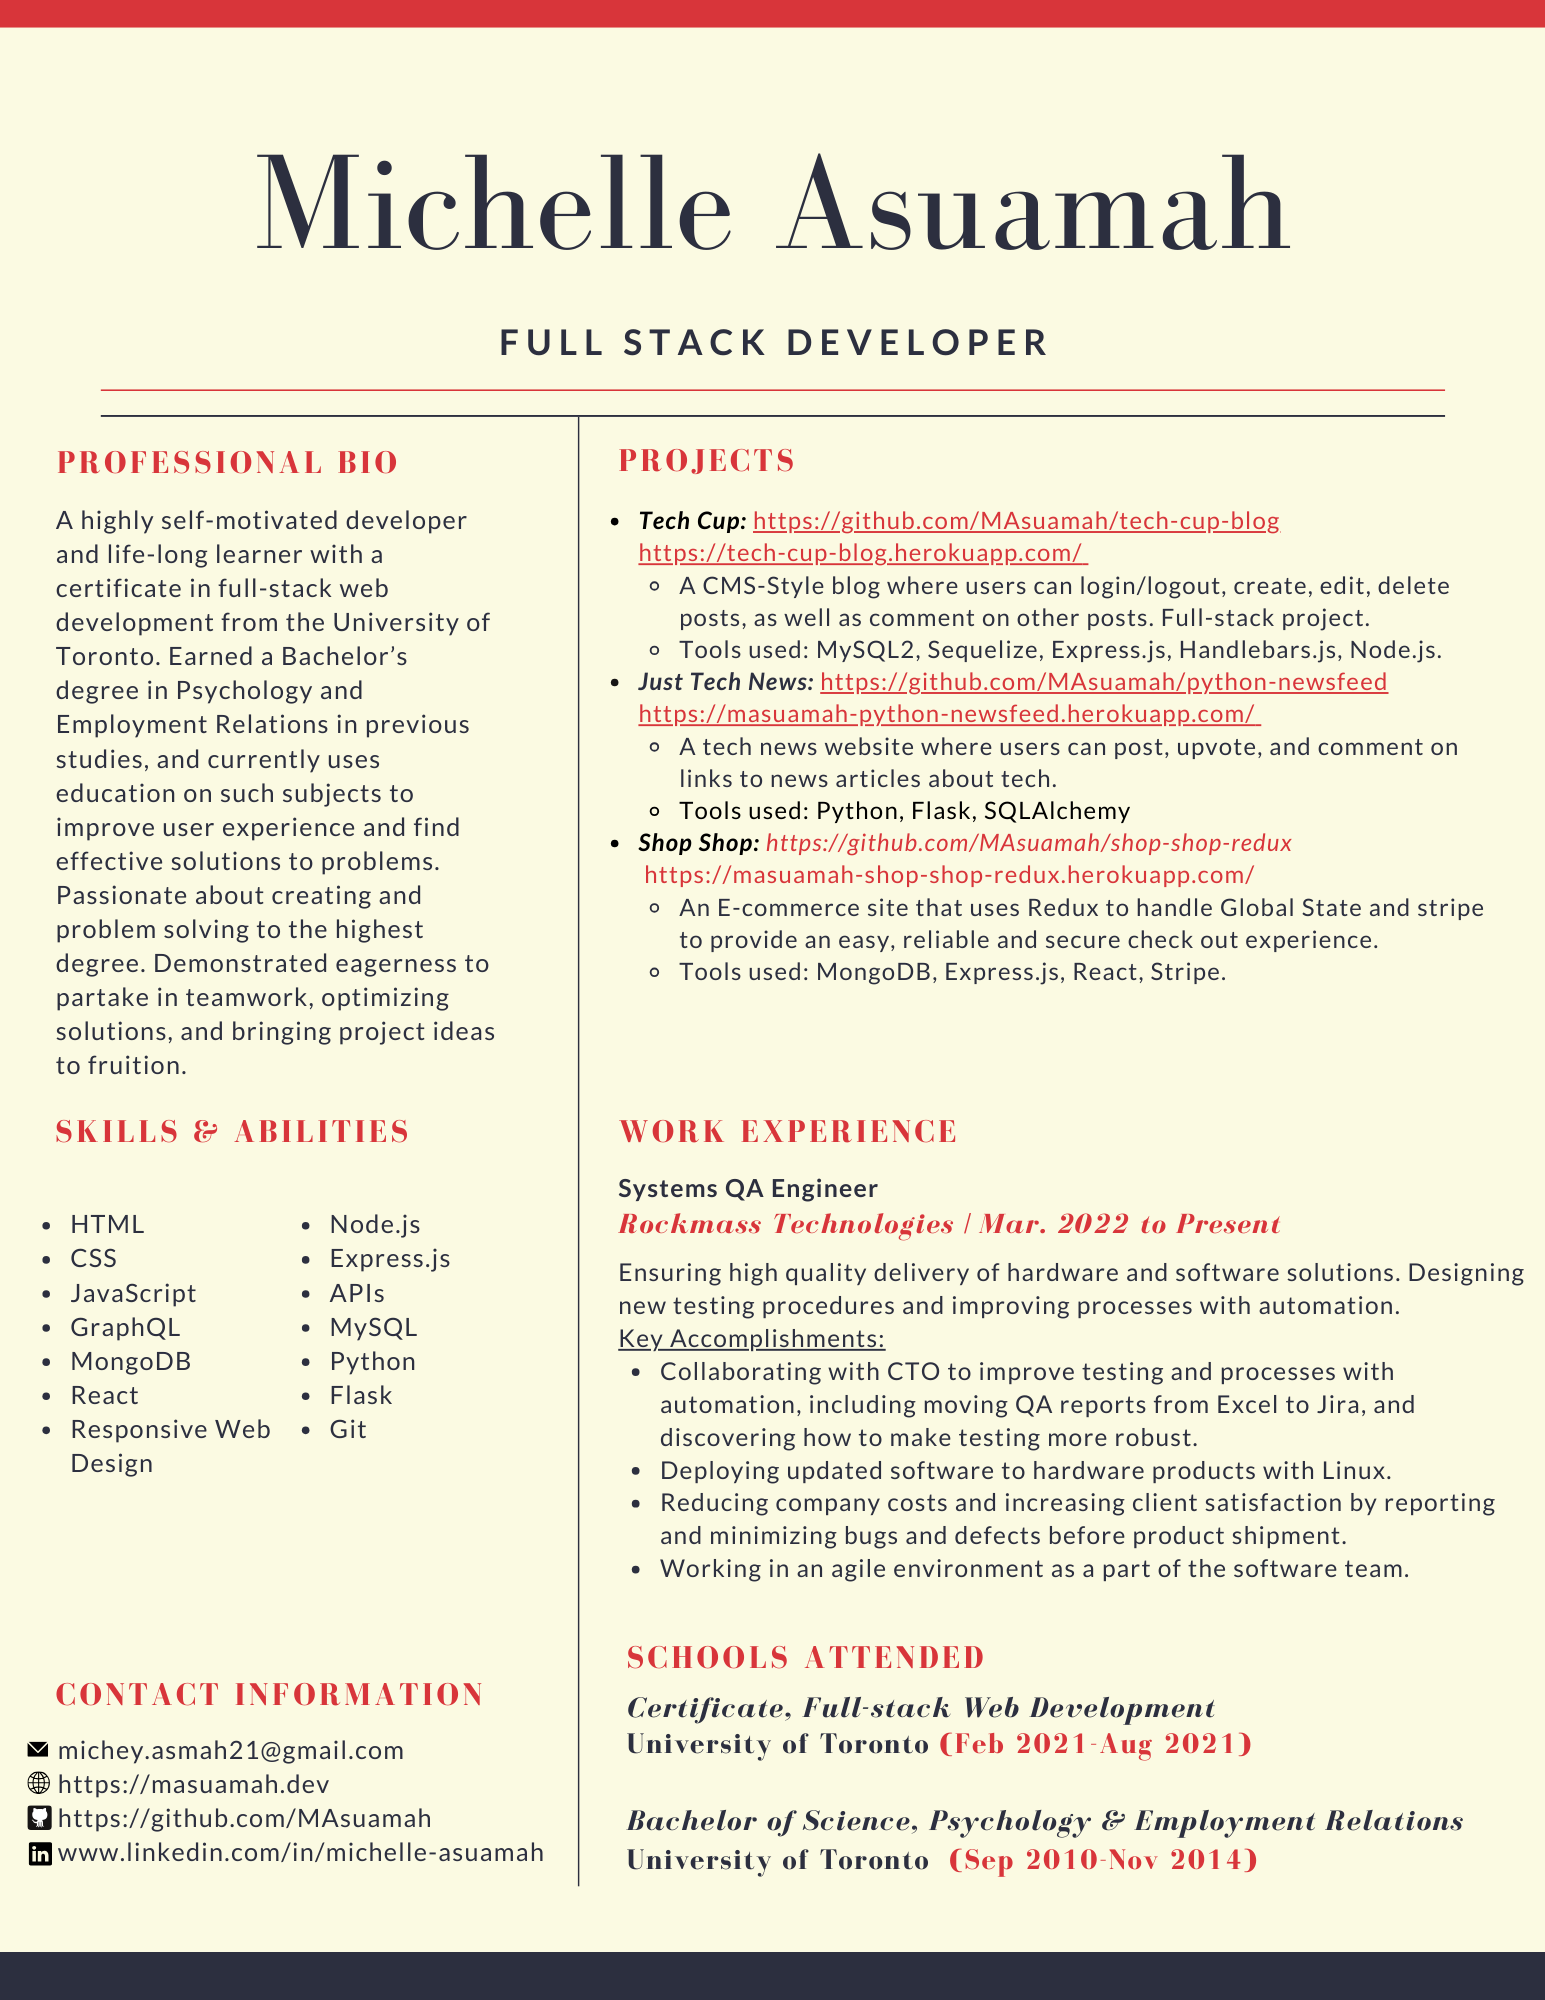 Michelle Asuamah
FULL STACK DEVELOPER
PROFESSIONAL BIO
A highly self-motivated developer
and life-long learner with a
certificate in full-stack web
development from the University of
Toronto. Earned a Bachelor’s
degree in Psychology and
Employment Relations in previous
studies, and currently uses
education on such subjects to
improve user experience and find
effective solutions to problems.
Passionate about creating and
problem solving to the highest
degree. Demonstrated eagerness to
partake in teamwork, optimizing
solutions, and bringing project ideas
to fruition.
SKILLS & ABILITIES
• HTML
• CSS
• JavaScript
• GraphQL
• MongoDB
• React
• Responsive Web
Design
• Node.js
• Express.js
• APIs
• MySQL
• Python
• Flask
• Git
CONTACT INFORMATION
michey.asmah21@gmail.com
https://masuamah.dev
https://github.com/MAsuamah
www.linkedin.com/in/michelle-asuamah
PROJECTS
• Tech Cup: https://github.com/MAsuamah/tech-cup-blog
https://tech-cup-blog.herokuapp.com/
◦ A CMS-Style blog where users can login/logout, create, edit, delete
posts, as well as comment on other posts. Full-stack project.
◦ Tools used: MySQL2, Sequelize, Express.js, Handlebars.js, Node.js.
• Just Tech News: https://github.com/MAsuamah/python-newsfeed
https://masuamah-python-newsfeed.herokuapp.com/
◦ A tech news website where users can post, upvote, and comment on
links to news articles about tech.
◦ Tools used: Python, Flask, SQLAlchemy
• Shop Shop: https://github.com/MAsuamah/shop-shop-redux
https://masuamah-shop-shop-redux.herokuapp.com/
◦ An E-commerce site that uses Redux to handle Global State and stripe
to provide an easy, reliable and secure check out experience.
◦ Tools used: MongoDB, Express.js, React, Stripe.
WORK EXPERIENCE
Systems QA Engineer
Rockmass Technologies | Mar. 2022 to Present
Ensuring high quality delivery of hardware and software solutions. Designing
new testing procedures and improving processes with automation.
Key Accomplishments:
• Collaborating with CTO to improve testing and processes with
automation, including moving QA reports from Excel to Jira, and
discovering how to make testing more robust.
• Deploying updated software to hardware products with Linux.
• Reducing company costs and increasing client satisfaction by reporting
and minimizing bugs and defects before product shipment.
• Working in an agile environment as a part of the software team.
SCHOOLS ATTENDED
Certificate, Full-stack Web Development
University of Toronto (Feb 2021-Aug 2021)
Bachelor of Science, Psychology & Employment Relations
University of Toronto (Sep 2010-Nov 2014)